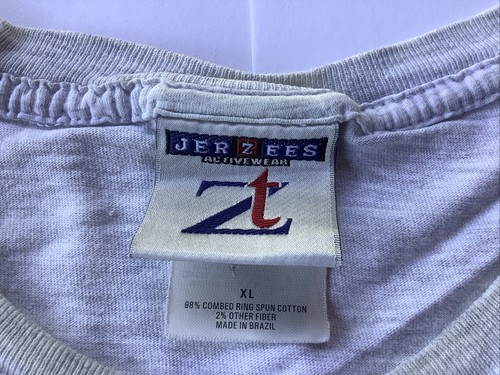 JERZEES
ACTIVEWEAR
Zt
XL
98% COMBED RING SPUN COTTON
2% OTHER FIBER
MADE IN BRAZIL